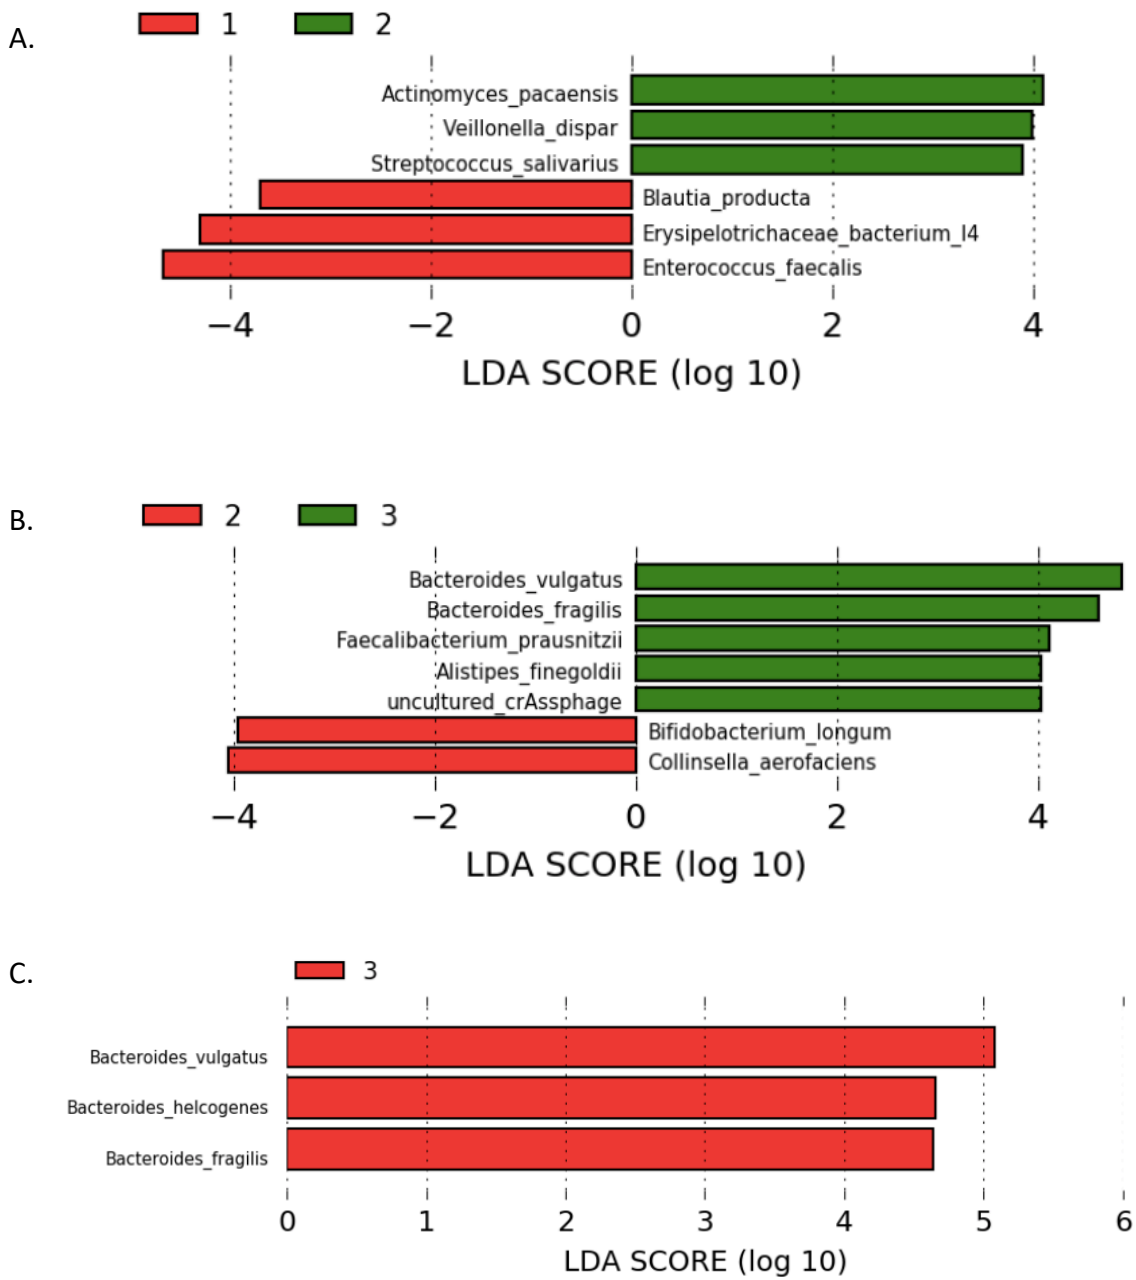 A.
1 2
Actinomyces_pacaensis
Veillonella_dispar
Streptococcus_salivarius
Blautia_producta
Erysipelotrichaceae_bacterium_I4
Enterococcus_faecalis
−4 −2 0 2 4
LDA SCORE (log 10)
B.
2 3
Bacteroides_vulgatus
Bacteroides_fragilis
Faecalibacterium_prausnitzii
Alistipes_finegoldii
uncultured_crAssphage
Bifidobacterium_longum
Collinsella_aerofaciens
−4 −2 0 2 4
LDA SCORE (log 10)
C.
3
Bacteroides_vulgatus
Bacteroides_helcogenes
Bacteroides_fragilis
0 1 2 3 4 5 6
LDA SCORE (log 10)